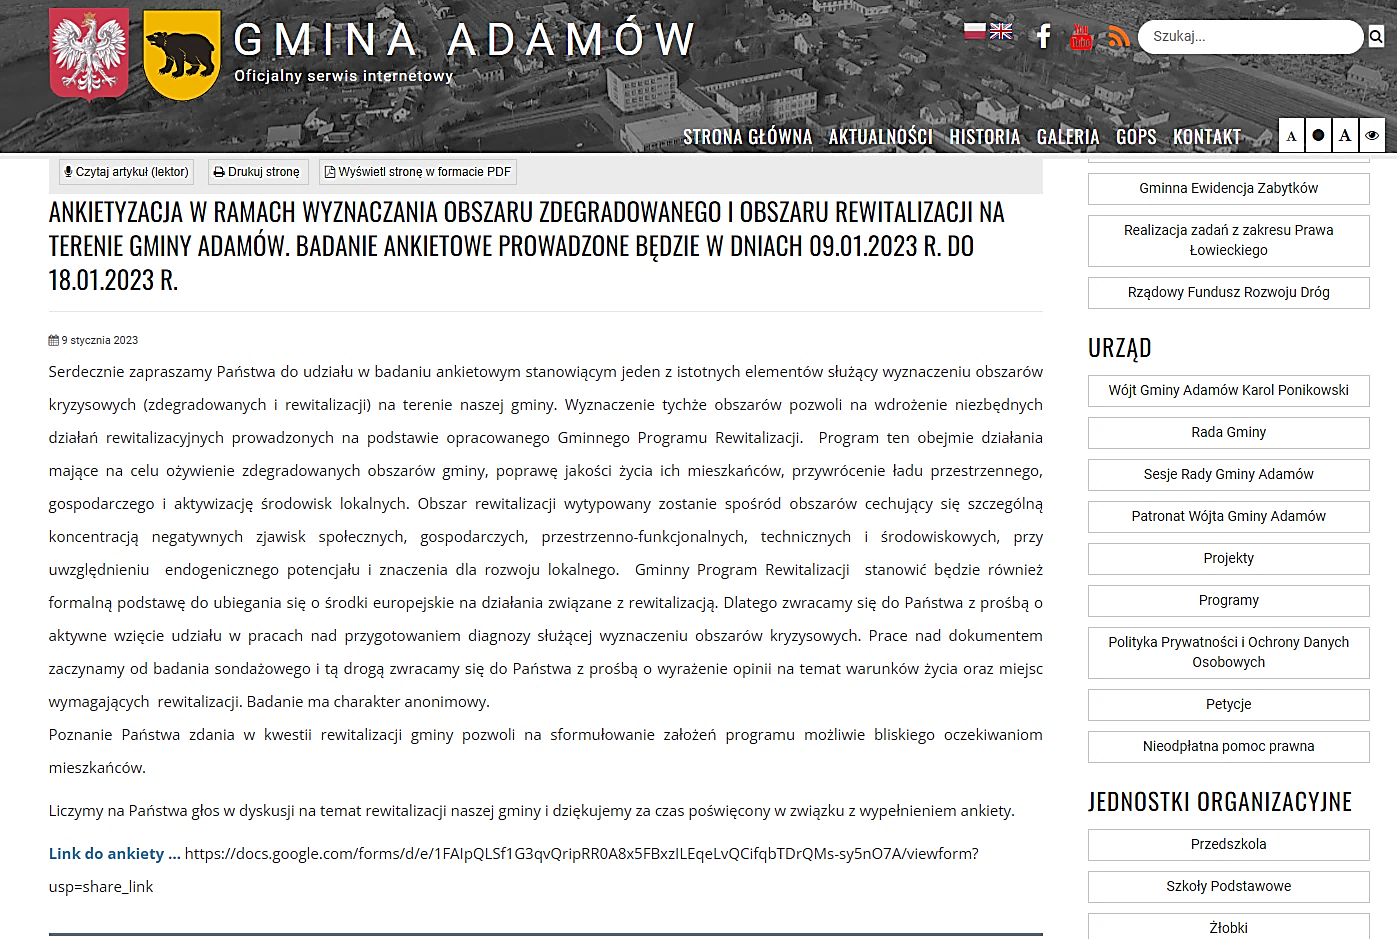 GMINA ADAMÓW
Oficjalny serwis internetowy
You
Tube
Szukaj...
STRONA GŁÓWNA AKTUALNOŚCI HISTORIA GALERIA GOPS KONTAKT
A A
Czytaj artykuł (lektor) Drukuj stronę Wyświetl stronę w formacie PDF
ANKIETYZACJA W RAMACH WYZNACZANIA OBSZARU ZDEGRADOWANEGO I OBSZARU REWITALIZACJI NA
TERENIE GMINY ADAMÓW. BADANIE ANKIETOWE PROWADZONE BĘDZIE W DNIACH 09.01.2023 R. DO
18.01.2023 R.
9 stycznia 2023
Serdecznie zapraszamy Państwa do udziału w badaniu ankietowym stanowiącym jeden z istotnych elementów służący wyznaczeniu obszarów
kryzysowych (zdegradowanych i rewitalizacji) na terenie naszej gminy. Wyznaczenie tychże obszarów pozwoli na wdrożenie niezbędnych
działań rewitalizacyjnych prowadzonych na podstawie opracowanego Gminnego Programu Rewitalizacji. Program ten obejmie działania
mające na celu ożywienie zdegradowanych obszarów gminy, poprawę jakości życia ich mieszkańców, przywrócenie ładu przestrzennego,
gospodarczego i aktywizację środowisk lokalnych. Obszar rewitalizacji wytypowany zostanie spośród obszarów cechujący się szczególną
koncentracją negatywnych zjawisk społecznych, gospodarczych, przestrzenno-funkcjonalnych, technicznych i środowiskowych, przy
uwzględnieniu endogenicznego potencjału i znaczenia dla rozwoju lokalnego. Gminny Program Rewitalizacji stanowić będzie również
formalną podstawę do ubiegania się o środki europejskie na działania związane z rewitalizacją. Dlatego zwracamy się do Państwa z prośbą o
aktywne wzięcie udziału w pracach nad przygotowaniem diagnozy służącej wyznaczeniu obszarów kryzysowych. Prace nad dokumentem
zaczynamy od badania sondażowego i tą drogą zwracamy się do Państwa z prośbą o wyrażenie opinii na temat warunków życia oraz miejsc
wymagających rewitalizacji. Badanie ma charakter anonimowy.
Poznanie Państwa zdania w kwestii rewitalizacji gminy pozwoli na sformułowanie założeń programu możliwie bliskiego oczekiwaniom
mieszkańców.
Liczymy na Państwa głos w dyskusji na temat rewitalizacji naszej gminy i dziękujemy za czas poświęcony w związku z wypełnieniem ankiety.
Link do ankiety ... https://docs.google.com/forms/d/e/1FAIpQLSf1G3qvQripRR0A8x5FBxzILEqeLvQCifqbTDrQMs-sy5nO7A/viewform?
usp=share_link
Gminna Ewidencja Zabytków
Realizacja zadań z zakresu Prawa
Łowieckiego
Rządowy Fundusz Rozwoju Dróg
URZĄD
Wójt Gminy Adamów Karol Ponikowski
Rada Gminy
Sesje Rady Gminy Adamów
Patronat Wójta Gminy Adamów
Projekty
Programy
Polityka Prywatności i Ochrony Danych
Osobowych
Petycje
Nieodpłatna pomoc prawna
JEDNOSTKI ORGANIZACYJNE
Przedszkola
Szkoły Podstawowe
Żłobki